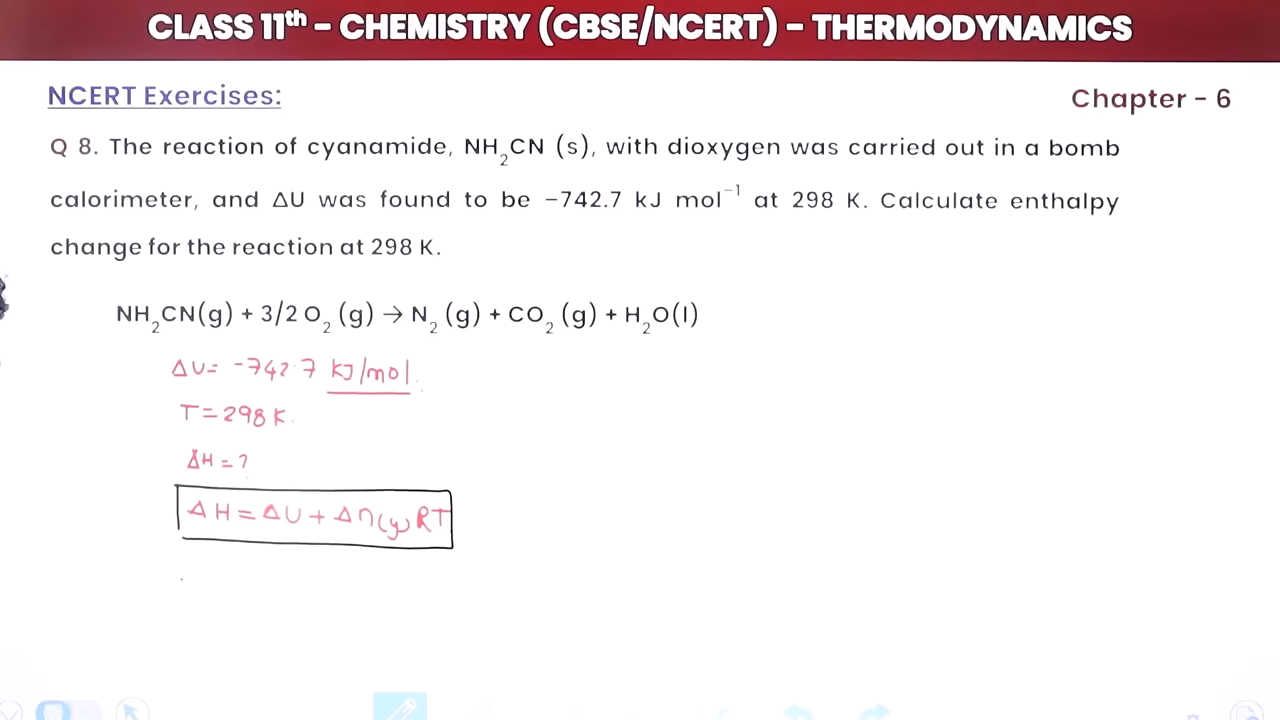 CLASS 11th – CHEMISTRY (CBSE/NCERT) – THERMODYNAMICS
NCERT Exercises:
Chapter - 6
Q 8. The reaction of cyanamide, NH₂CN (s), with dioxygen was carried out in a bomb
calorimeter, and ΔU was found to be –742.7 kJ mol⁻¹ at 298 K. Calculate enthalpy
change for the reaction at 298 K.
NH₂CN(g) + 3/2 O₂ (g) → N₂ (g) + CO₂ (g) + H₂O(l)
ΔU = -742.7 KJ/mol.
T = 298 K.
ΔH = ?
ΔH = ΔU + Δn(g) RT